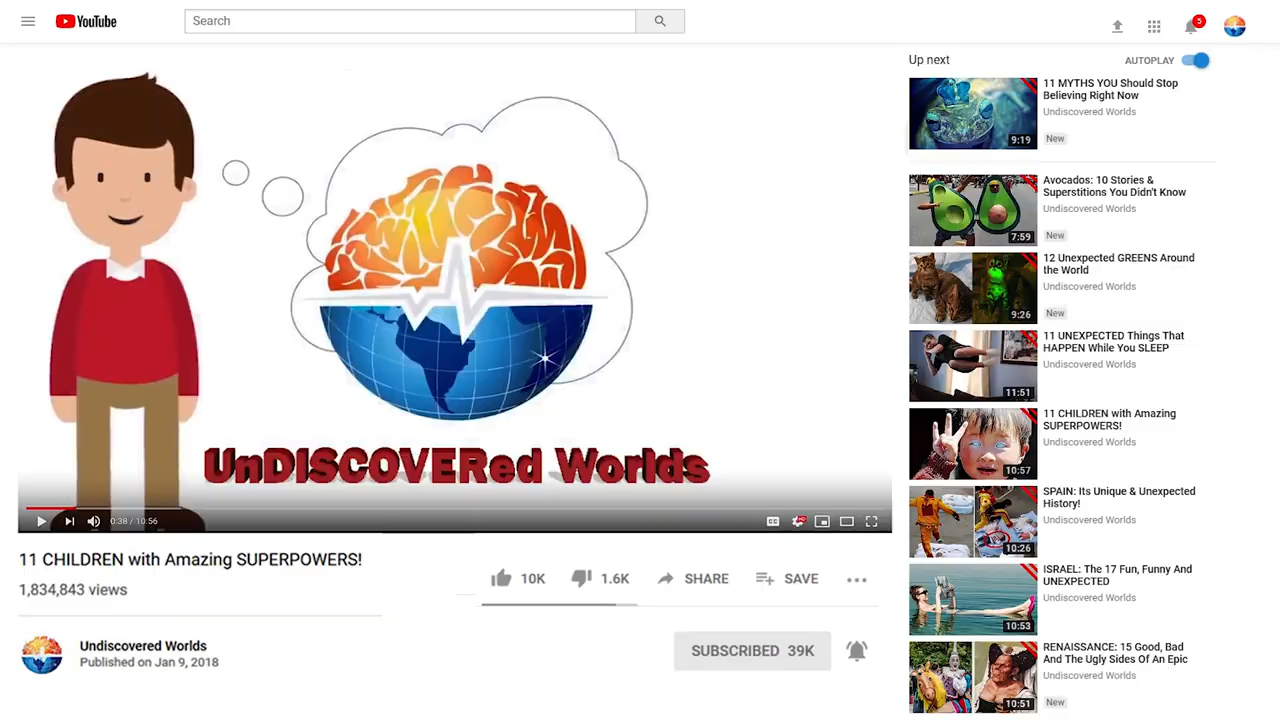 YouTube
Search
5
Up next
AUTOPLAY
11 MYTHS YOU Should Stop
Believing Right Now
Undiscovered Worlds
New
9:19
Avocados: 10 Stories &
Superstitions You Didn't Know
Undiscovered Worlds
New
7:59
12 Unexpected GREENS Around
the World
Undiscovered Worlds
New
9:26
11 UNEXPECTED Things That
HAPPEN While You SLEEP
Undiscovered Worlds
11:51
11 CHILDREN with Amazing
SUPERPOWERS!
Undiscovered Worlds
10:57
SPAIN: Its Unique & Unexpected
History!
Undiscovered Worlds
10:26
ISRAEL: The 17 Fun, Funny And
UNEXPECTED
Undiscovered Worlds
10:53
RENAISSANCE: 15 Good, Bad
And The Ugly Sides Of An Epic
Undiscovered Worlds
New
10:51
UnDISCOVERed Worlds
0:38 / 10:56
CC
HD
11 CHILDREN with Amazing SUPERPOWERS!
1,834,843 views
10K
1.6K
SHARE
SAVE
Undiscovered Worlds
Published on Jan 9, 2018
SUBSCRIBED 39K